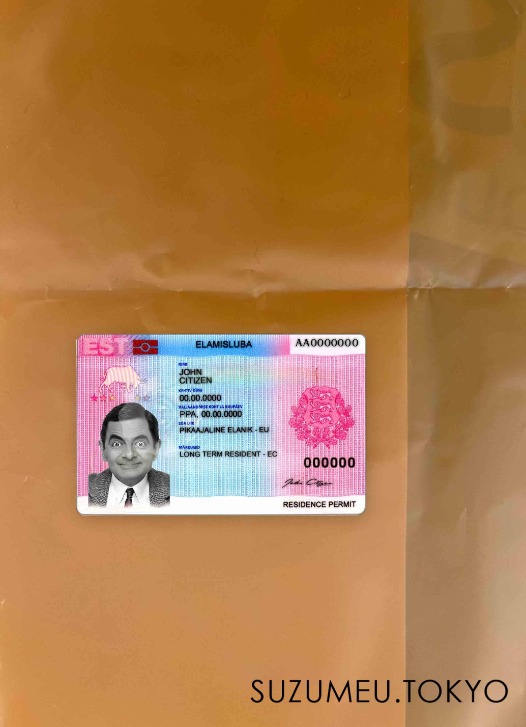 EST
ELAMISLUBA
AA0000000
JOHN
CITIZEN
00.00.0000
PPA, 00.00.0000
PIKAAJALINE ELANIK - EU
MÄRKUSED
LONG TERM RESIDENT - EC
000000
RESIDENCE PERMIT
SUZUMEU.TOKYO